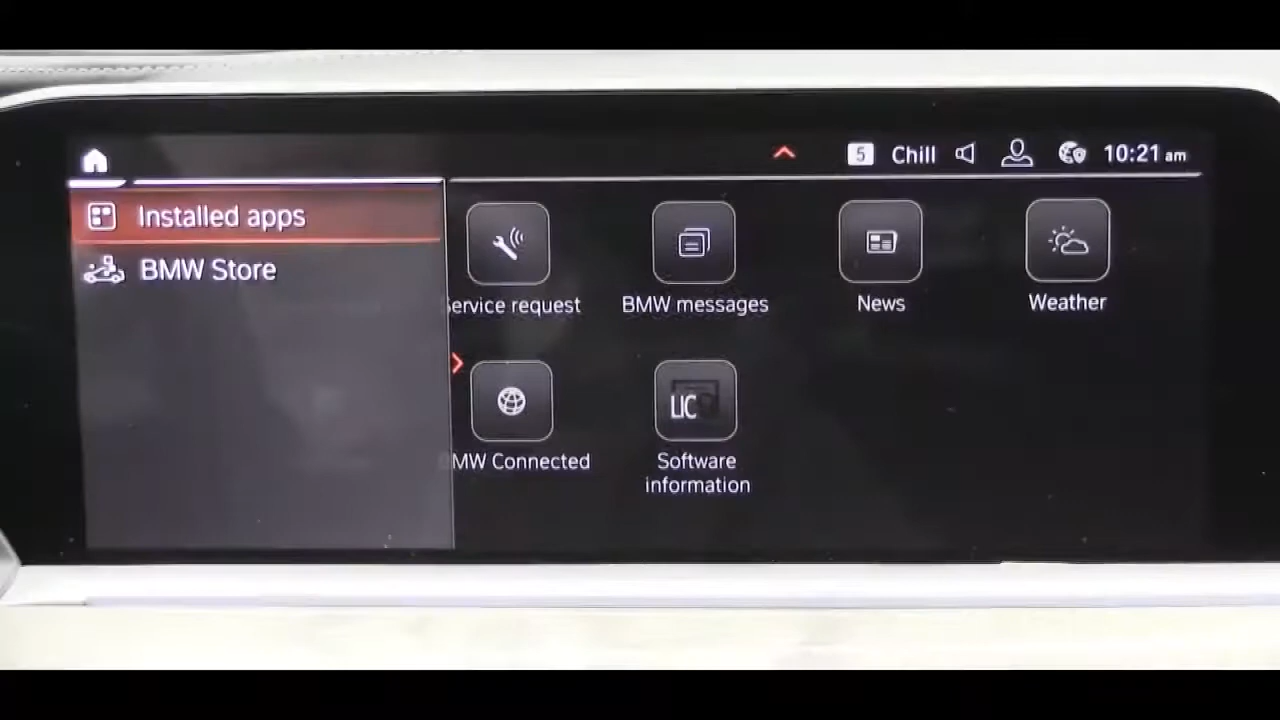 5 Chill 10:21 am
Installed apps
BMW Store
Service request
BMW messages
News
Weather
BMW Connected
LIC
Software
information